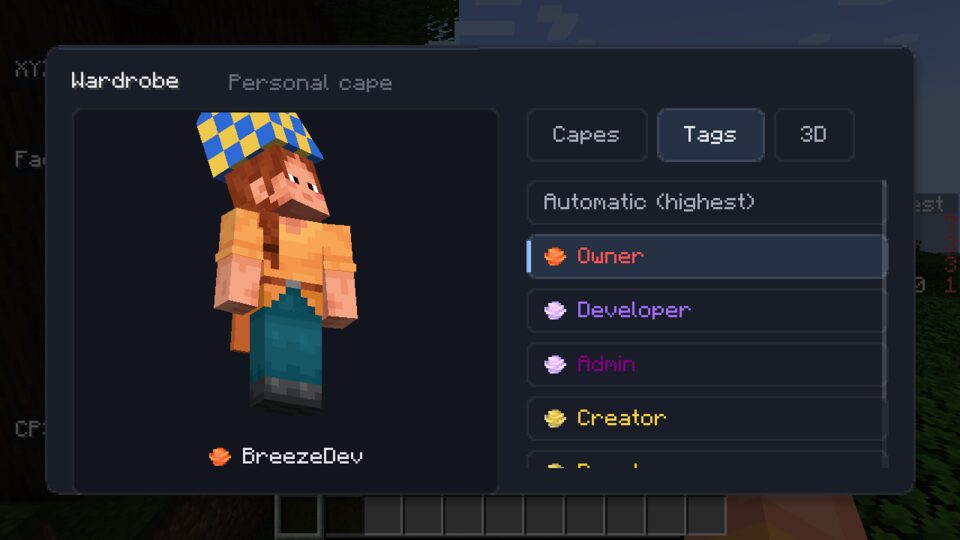 Wardrobe
Personal cape
Capes
Tags
3D
Automatic (highest)
Owner
Developer
Admin
Creator
BreezeDev